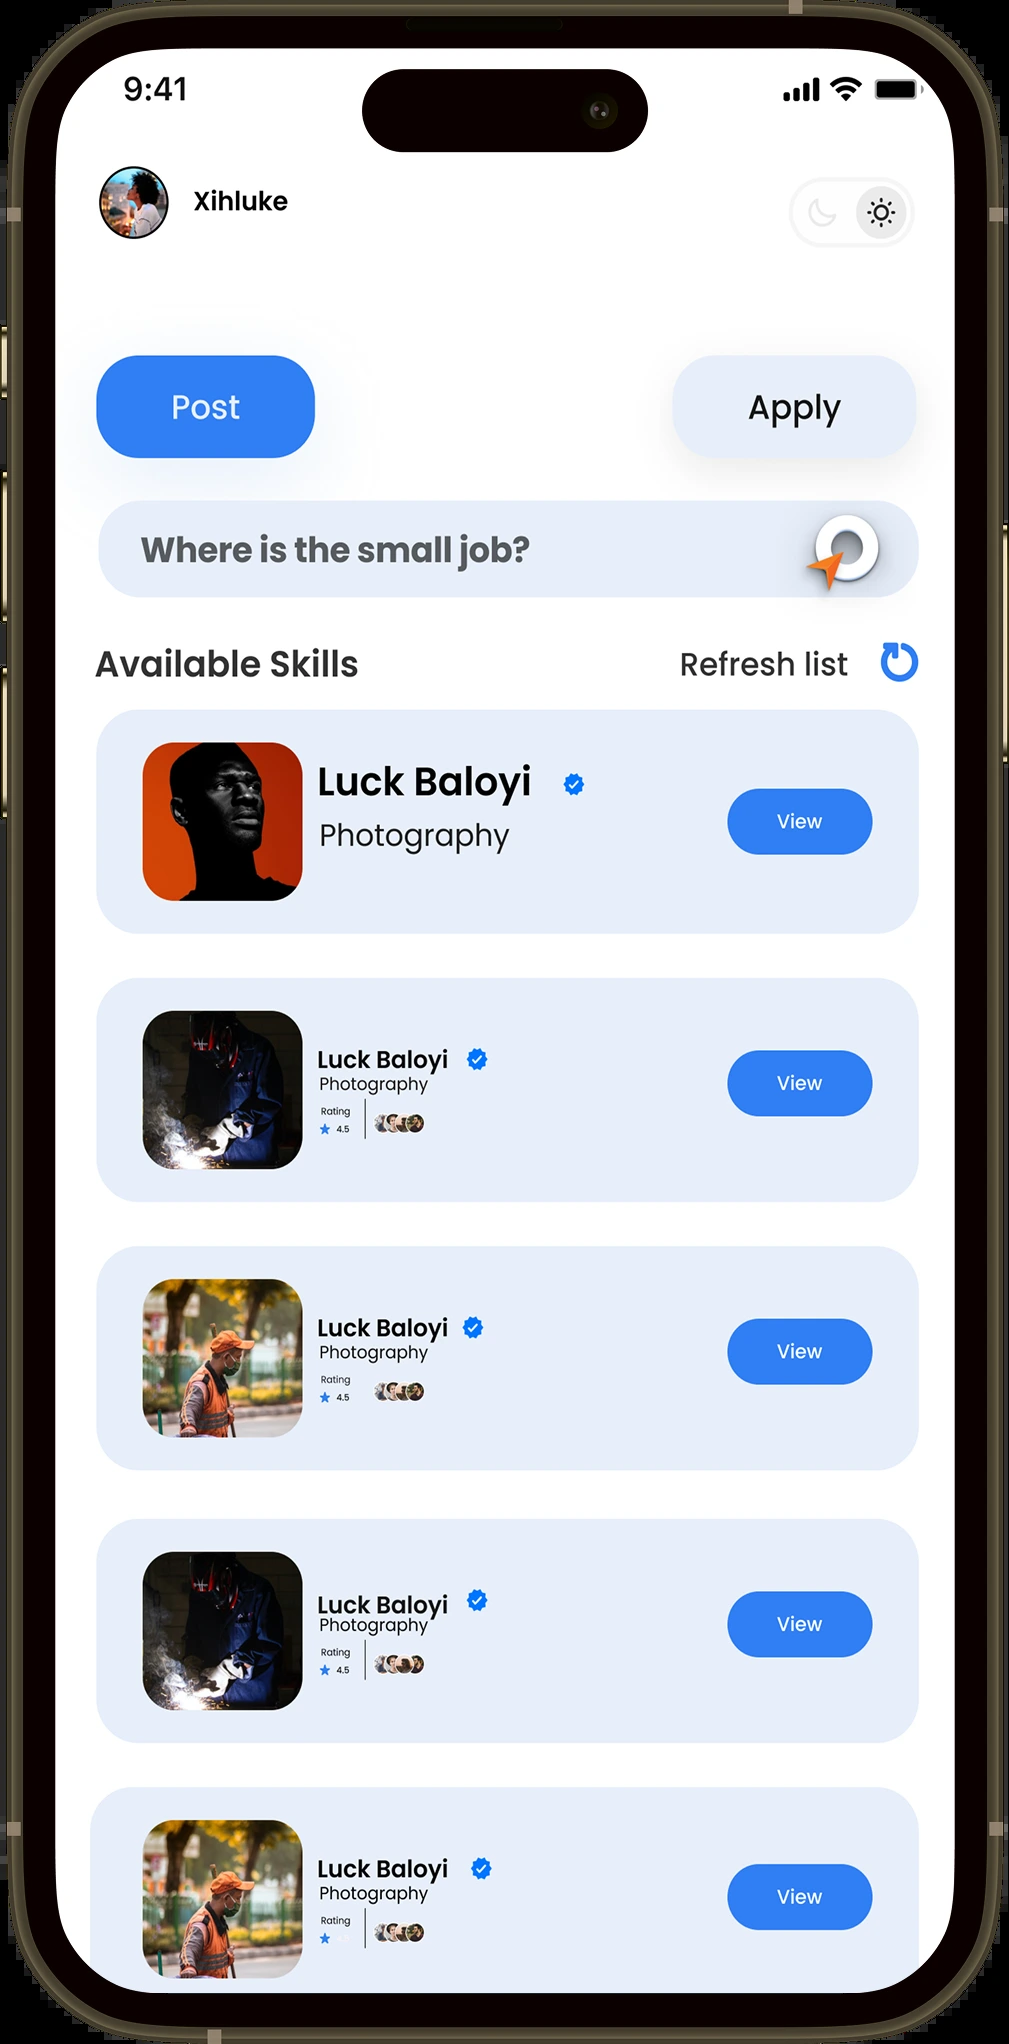 9:41
Xihluke
Post
Apply
Where is the small job?
Available Skills
Refresh list
Luck Baloyi
Photography
View
Luck Baloyi
Photography
Rating
4.5
View
Luck Baloyi
Photography
Rating
4.5
View
Luck Baloyi
Photography
Rating
4.5
View
Luck Baloyi
Photography
Rating
View